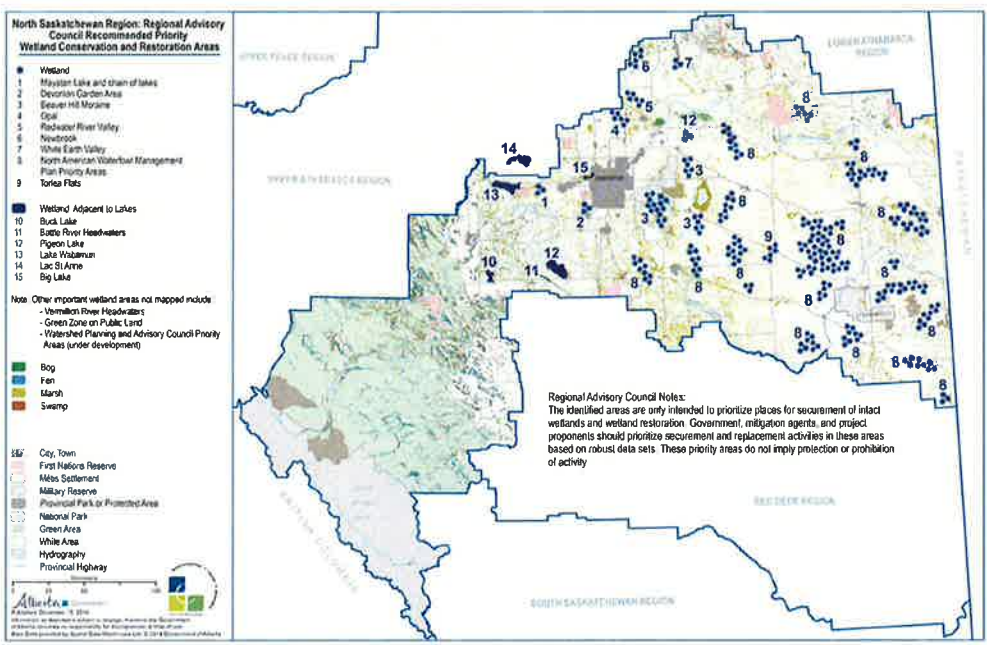 North Saskatchewan Region: Regional Advisory
Council Recommended Priority
Wetland Conservation and Restoration Areas
Wetland
1 Mayatan Lake and chain of lakes
2 Devonian Garden Area
3 Beaver Hill Moraine
4 Opal
5 Redwater River Valley
6 Newbrook
7 White Earth Valley
8 North American Waterfowl Management
Plan Priority Areas
9 Torlea Flats
Wetland Adjacent to Lakes
10 Buck Lake
11 Battle River Headwaters
12 Pigeon Lake
13 Lake Wabamun
14 Lac St Anne
15 Big Lake
Note: Other important wetland areas not mapped include:
- Vermilion River Headwaters
- Green Zone on Public Land
- Watershed Planning and Advisory Council Priority
Areas (under development)
Bog
Fen
Marsh
Swamp
City, Town
First Nations Reserve
Métis Settlement
Military Reserve
Provincial Park or Protected Area
National Park
Green Area
White Area
Hydrography
Provincial Highway
Alberta Government
UPPER PEACE REGION
LOWER ATHABASCA
REGION
UPPER ATHABASCA REGION
6
7
5
8
4
12
8
14
15
8
3
13
1
8
2
3
3
8
9
8
12
10
11
8
8
8
8
8
8
8
8
8
8
Regional Advisory Council Notes:
The identified areas are only intended to prioritize places for securement of intact
wetlands and wetland restoration. Government, mitigation agents, and project
proponents should prioritize securement and replacement activities in these areas
based on robust data sets. These priority areas do not imply protection or prohibition
of activity
BRITISH COLUMBIA
RED DEER REGION
SOUTH SASKATCHEWAN REGION